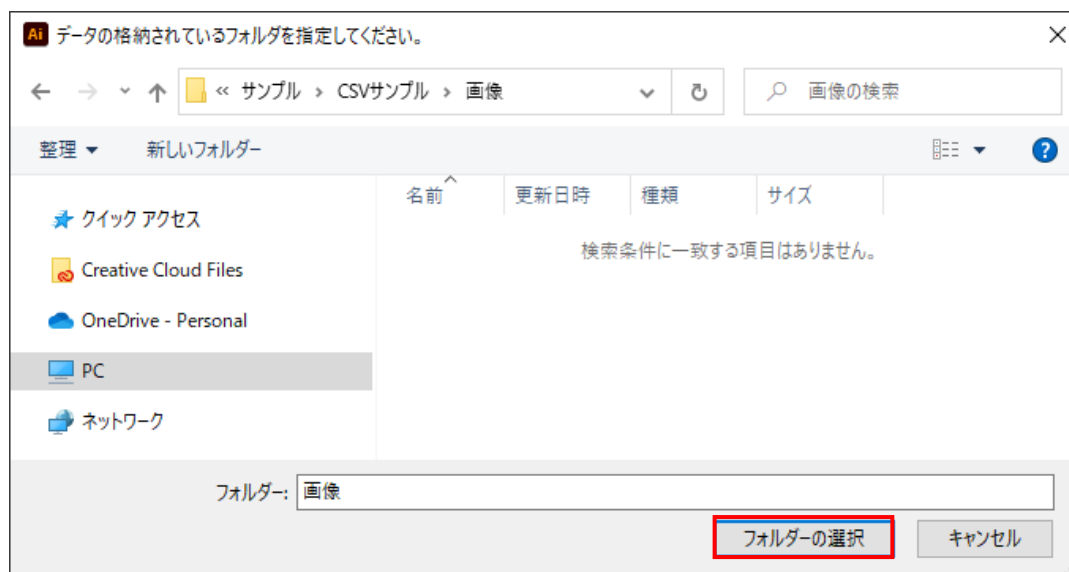 Ai データの格納されているフォルダを指定してください。
« サンプル › CSVサンプル › 画像 画像の検索
整理 新しいフォルダー ?
名前 更新日時 種類 サイズ
検索条件に一致する項目はありません。
クイック アクセス
Creative Cloud Files
OneDrive - Personal
PC
ネットワーク
フォルダー: 画像
フォルダーの選択 キャンセル